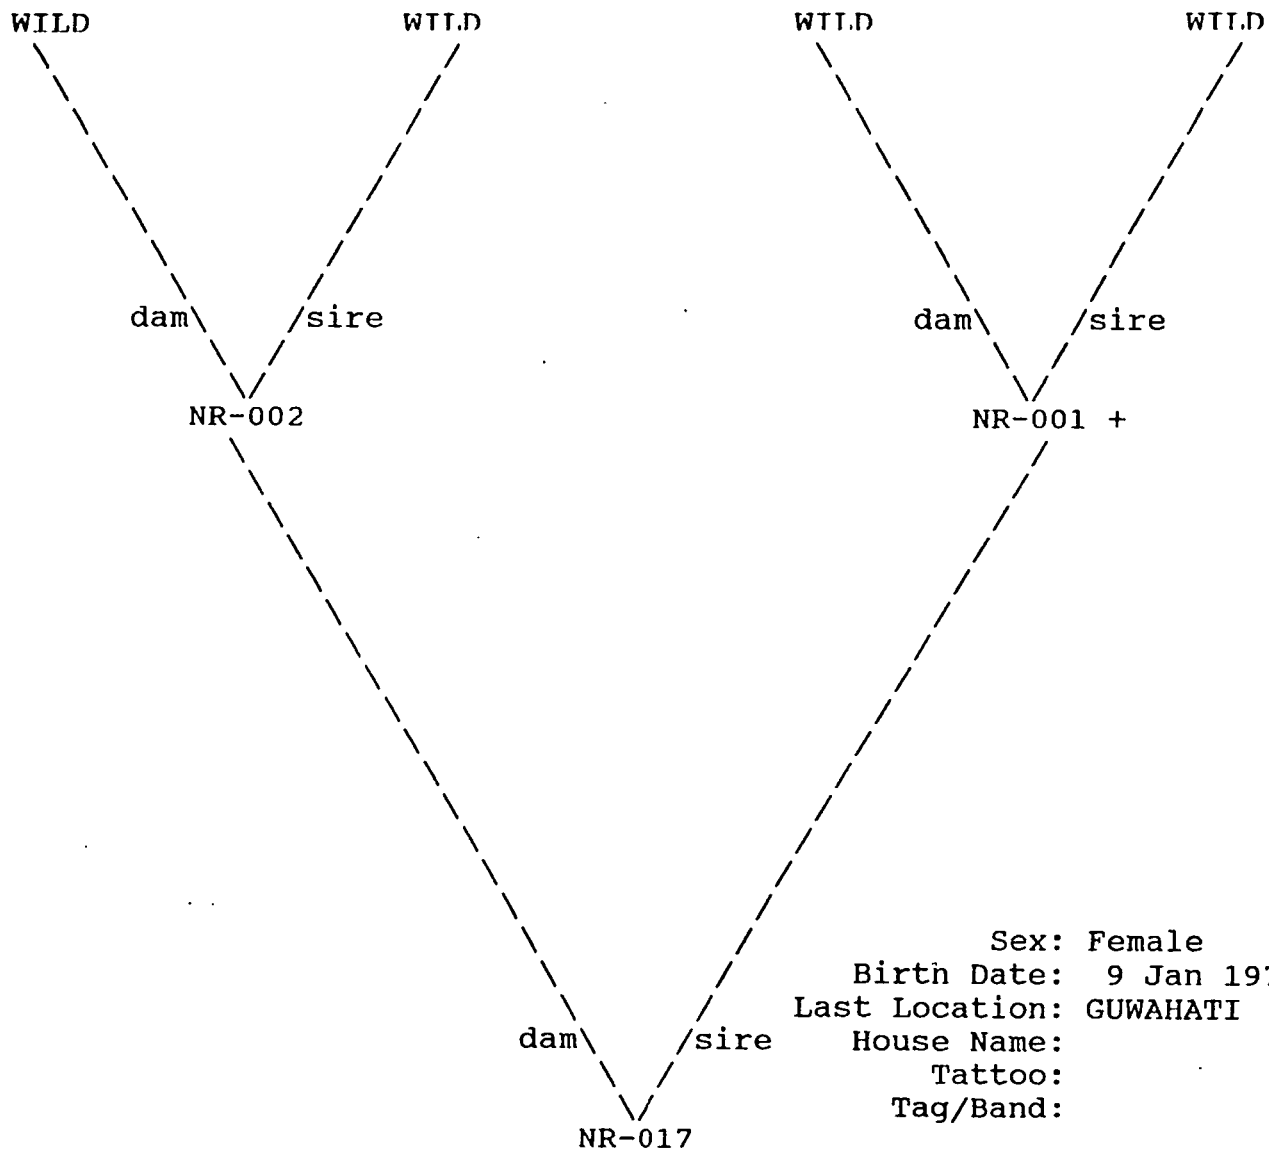 WILD WILD WILD WILD
dam sire dam sire
NR-002 NR-001 +
Sex: Female
Birth Date: 9 Jan 197
Last Location: GUWAHATI
dam sire House Name:
Tattoo:
Tag/Band:
NR-017